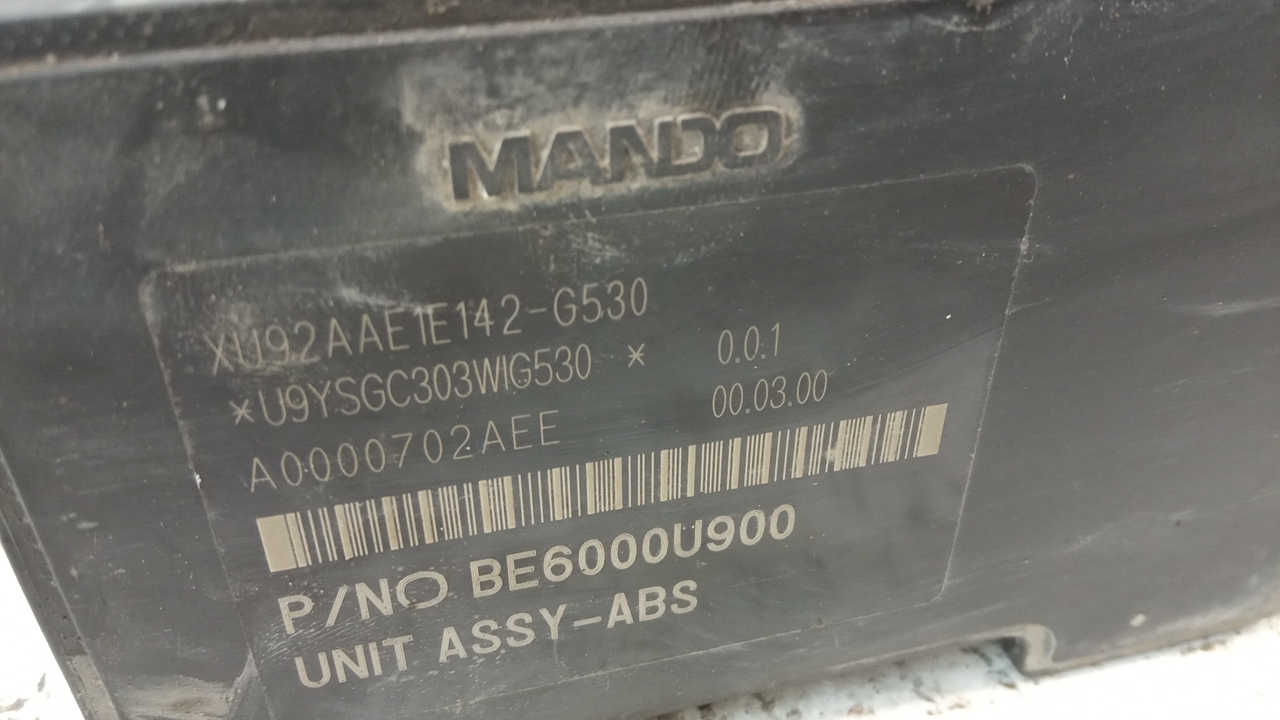 MANDO
XU92AAE1E142-G530
*U9YSGC303WIG530 * 0.0.1
A0000702AEE 00.03.00
P/NO BE6000U900
UNIT ASSY-ABS